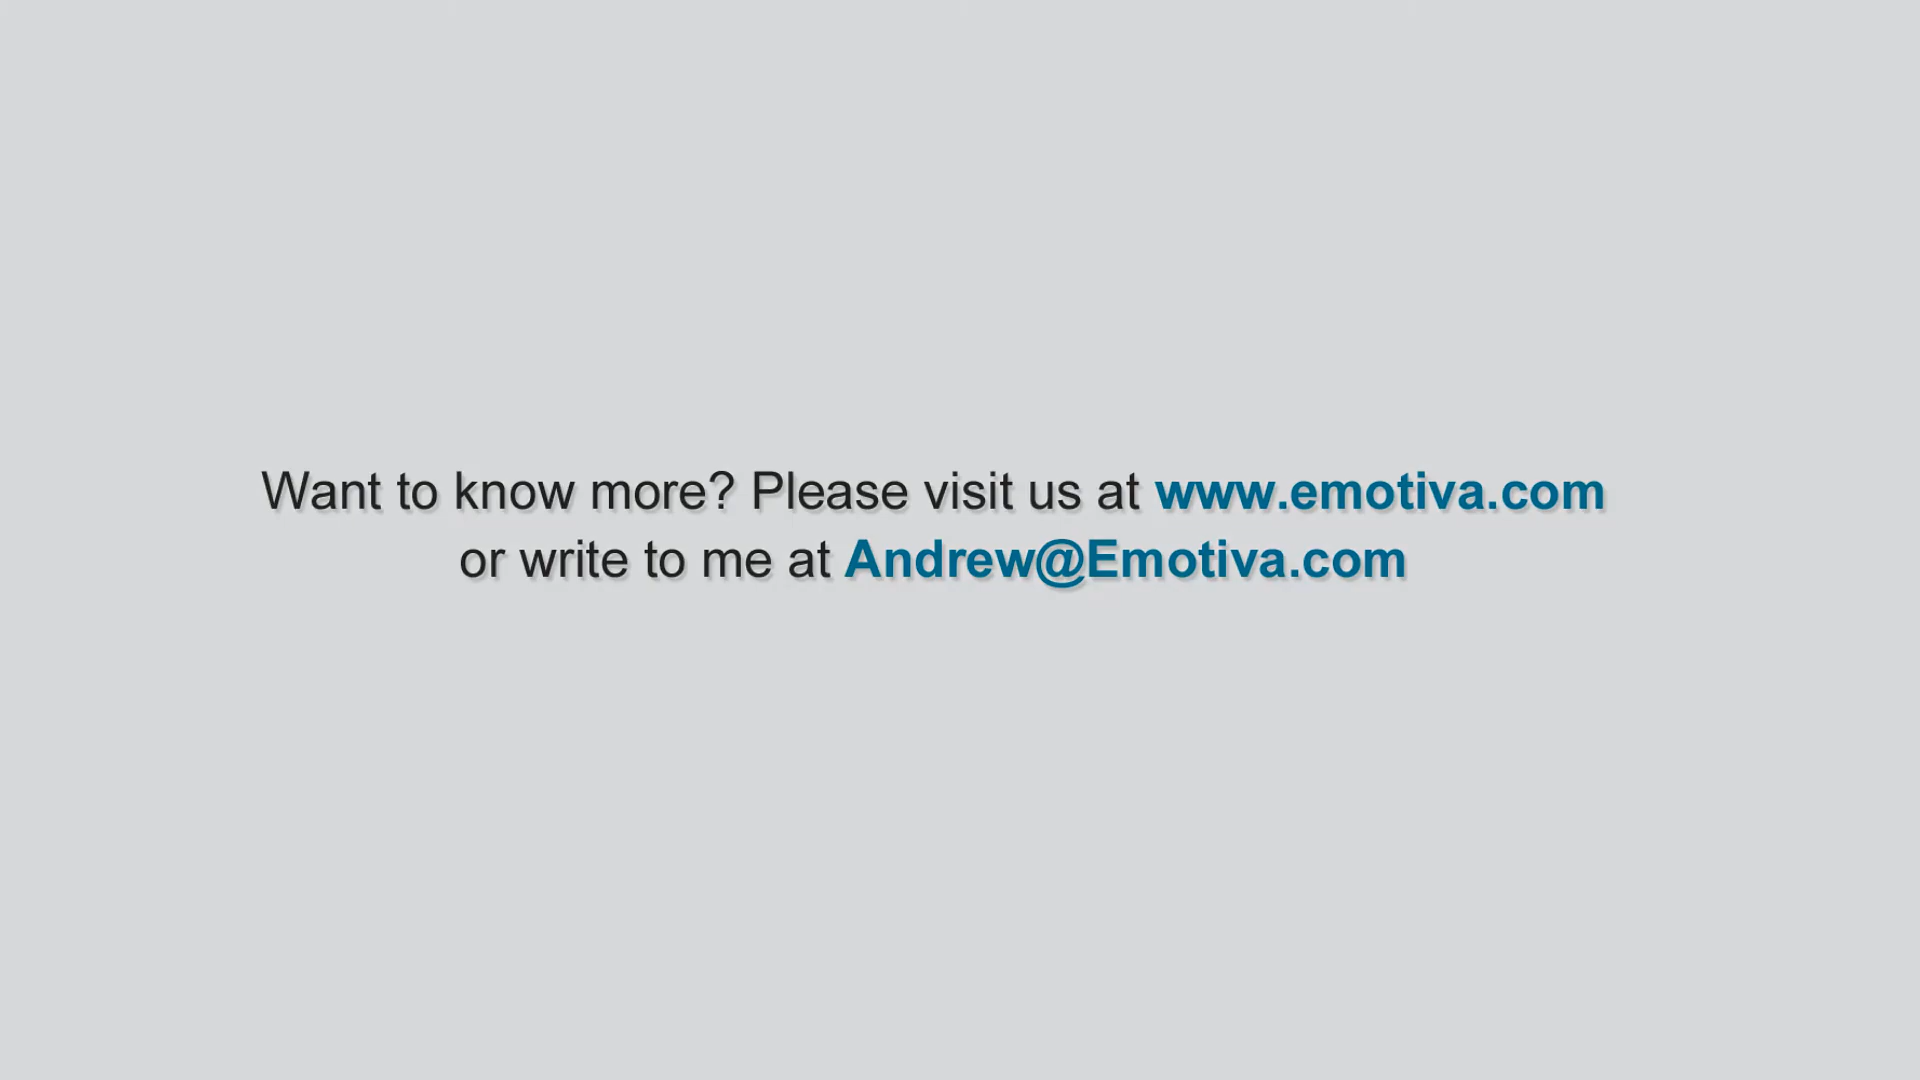 Want to know more? Please visit us at www.emotiva.com
or write to me at Andrew@Emotiva.com